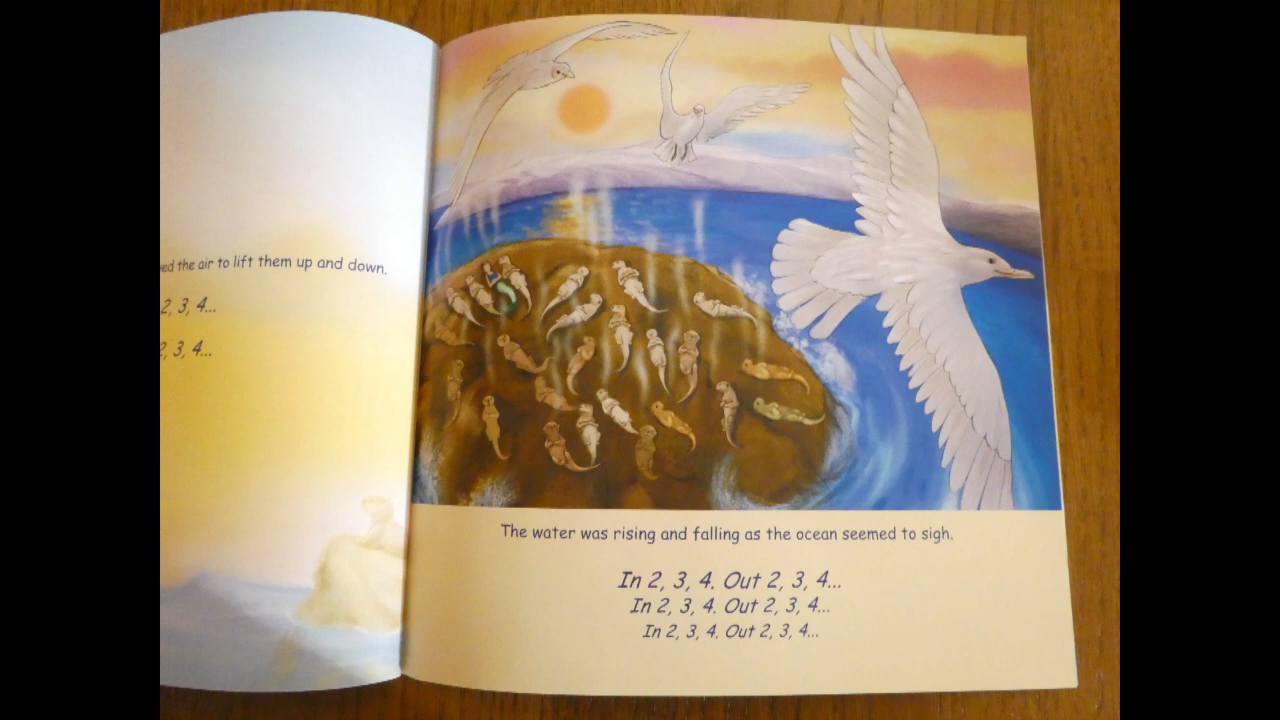 the air to lift them up and down.
2, 3, 4...
2, 3, 4...
The water was rising and falling as the ocean seemed to sigh.
In 2, 3, 4. Out 2, 3, 4...
In 2, 3, 4. Out 2, 3, 4...
In 2, 3, 4. Out 2, 3, 4...